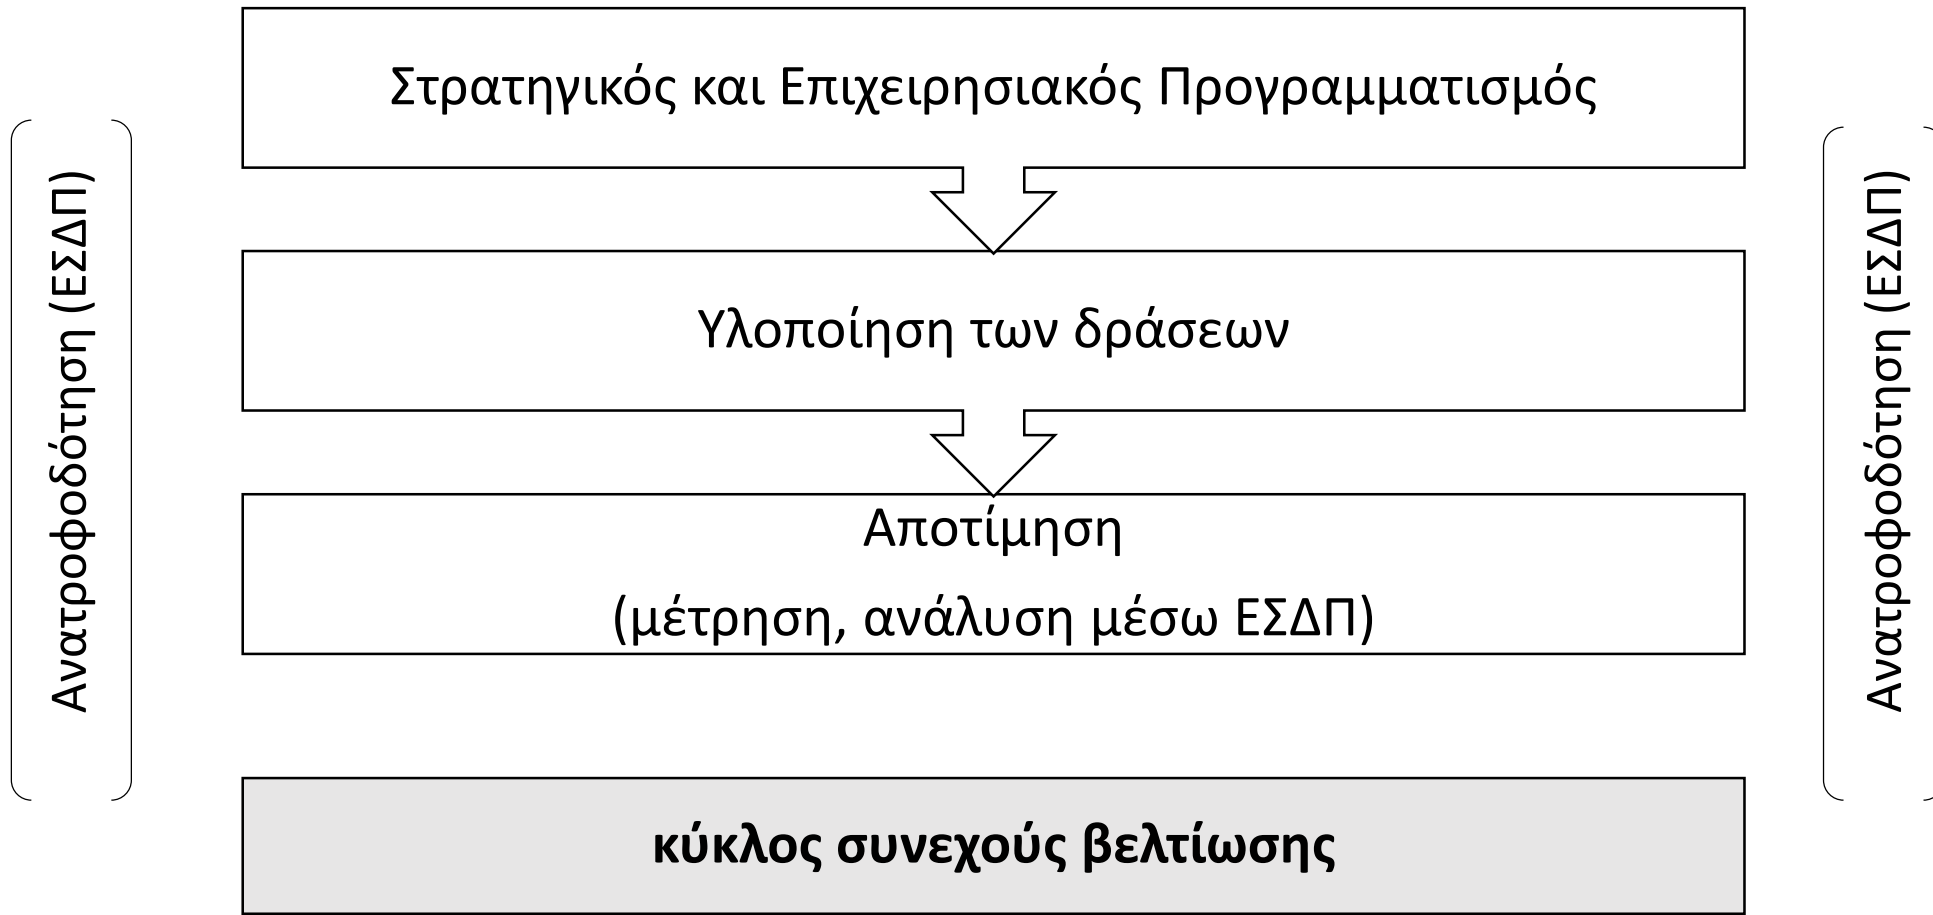 Στρατηγικός και Επιχειρησιακός Προγραμματισμός
Ανατροφοδότηση (ΕΣΔΠ)
Υλοποίηση των δράσεων
Αποτίμηση
(μέτρηση, ανάλυση μέσω ΕΣΔΠ)
Ανατροφοδότηση (ΕΣΔΠ)
κύκλος συνεχούς βελτίωσης